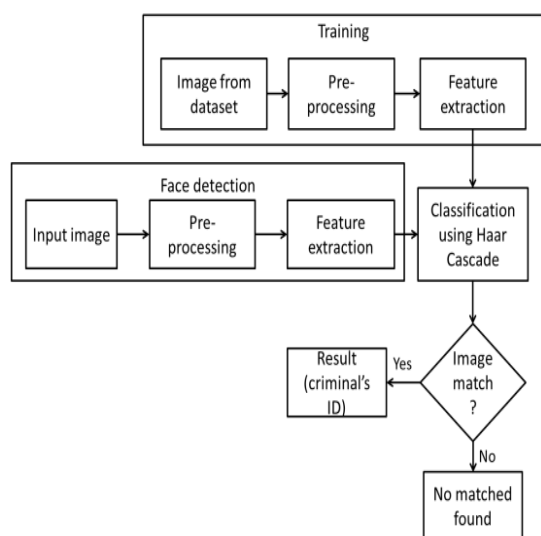 Training
Image from
dataset
Pre-
processing
Feature
extraction
Face detection
Input image
Pre-
processing
Feature
extraction
Classification
using Haar
Cascade
Image
match
?
Yes
Result
(criminal's
ID)
No
No matched
found